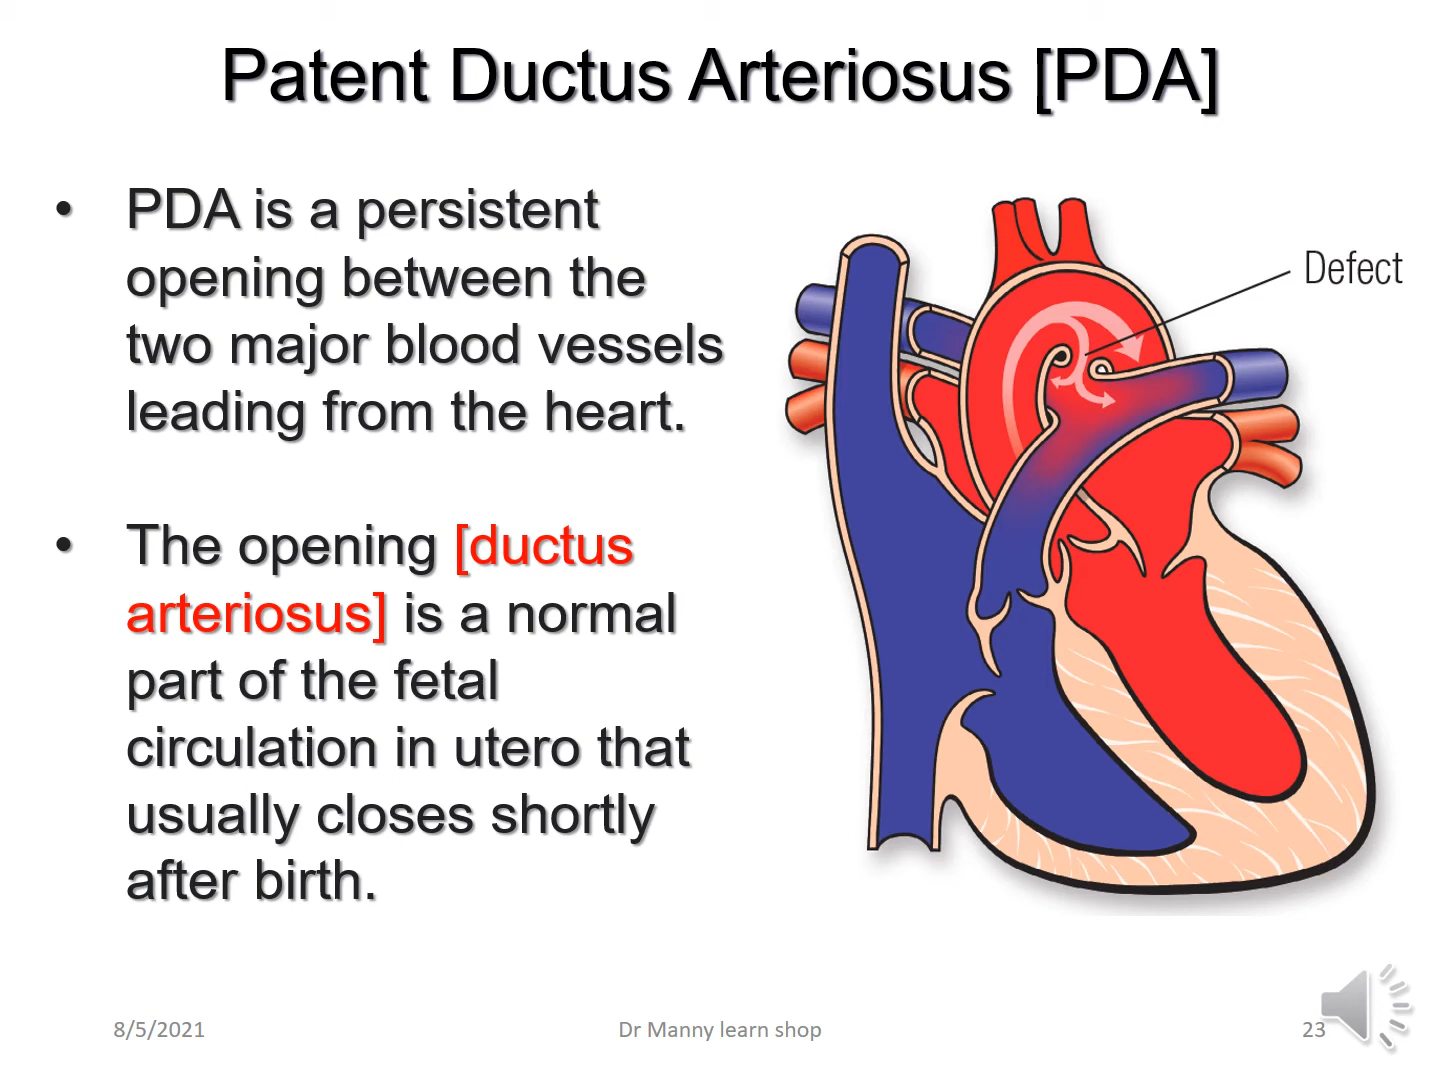 Patent Ductus Arteriosus [PDA]
• PDA is a persistent
opening between the
two major blood vessels
leading from the heart.
• The opening [ductus
arteriosus] is a normal
part of the fetal
circulation in utero that
usually closes shortly
after birth.
Defect
8/5/2021
Dr Manny learn shop
23